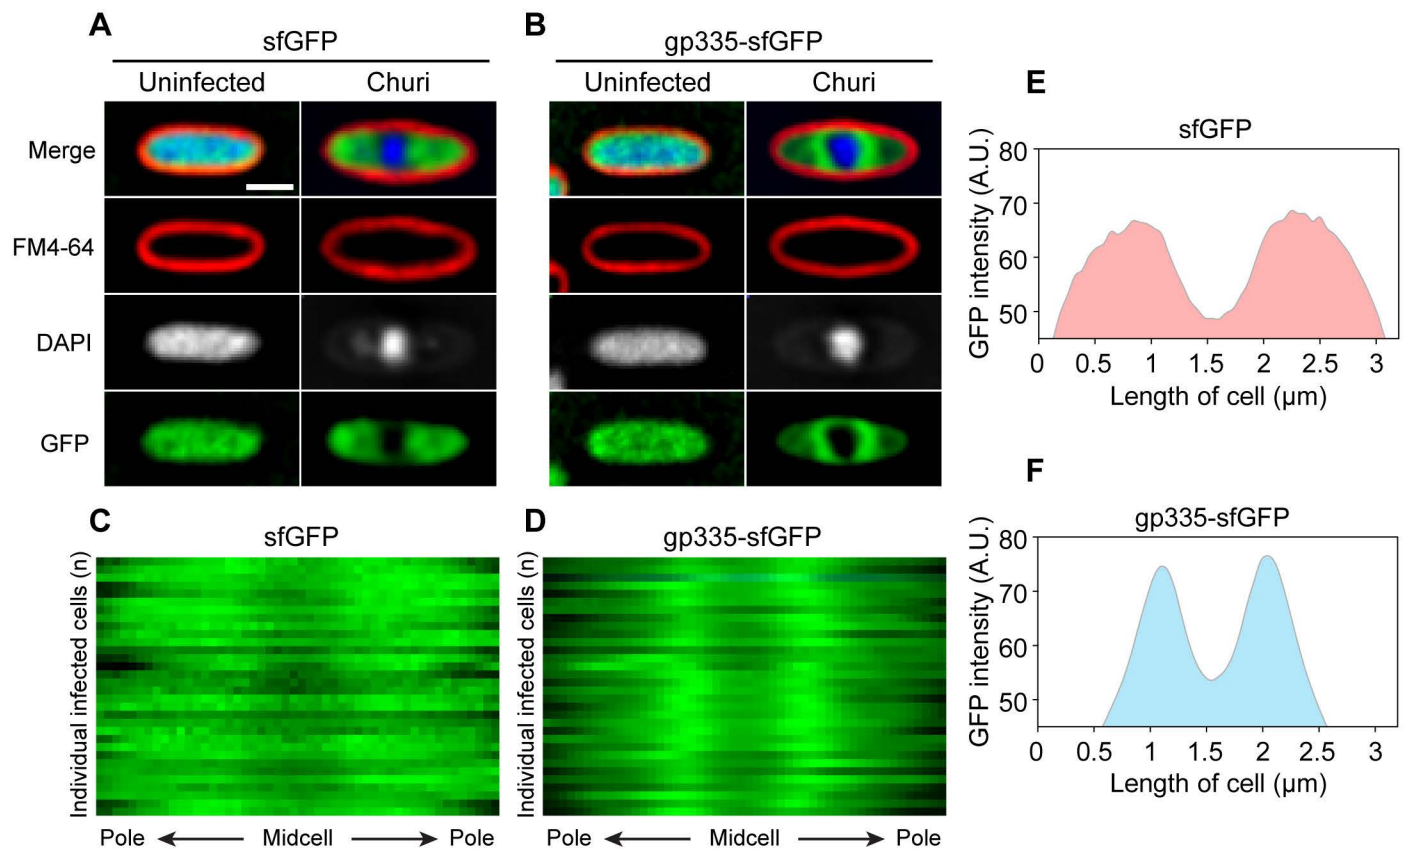 A
sfGFP
Uninfected Churi
Merge
FM4-64
DAPI
GFP
B
gp335-sfGFP
Uninfected Churi
C
sfGFP
Individual infected cells (n)
Pole Midcell Pole
D
gp335-sfGFP
Individual infected cells (n)
Pole Midcell Pole
E
sfGFP
GFP intensity (A.U.)
80
70
60
50
0 0.5 1 1.5 2 2.5 3
Length of cell (μm)
F
gp335-sfGFP
GFP intensity (A.U.)
80
70
60
50
0 0.5 1 1.5 2 2.5 3
Length of cell (μm)